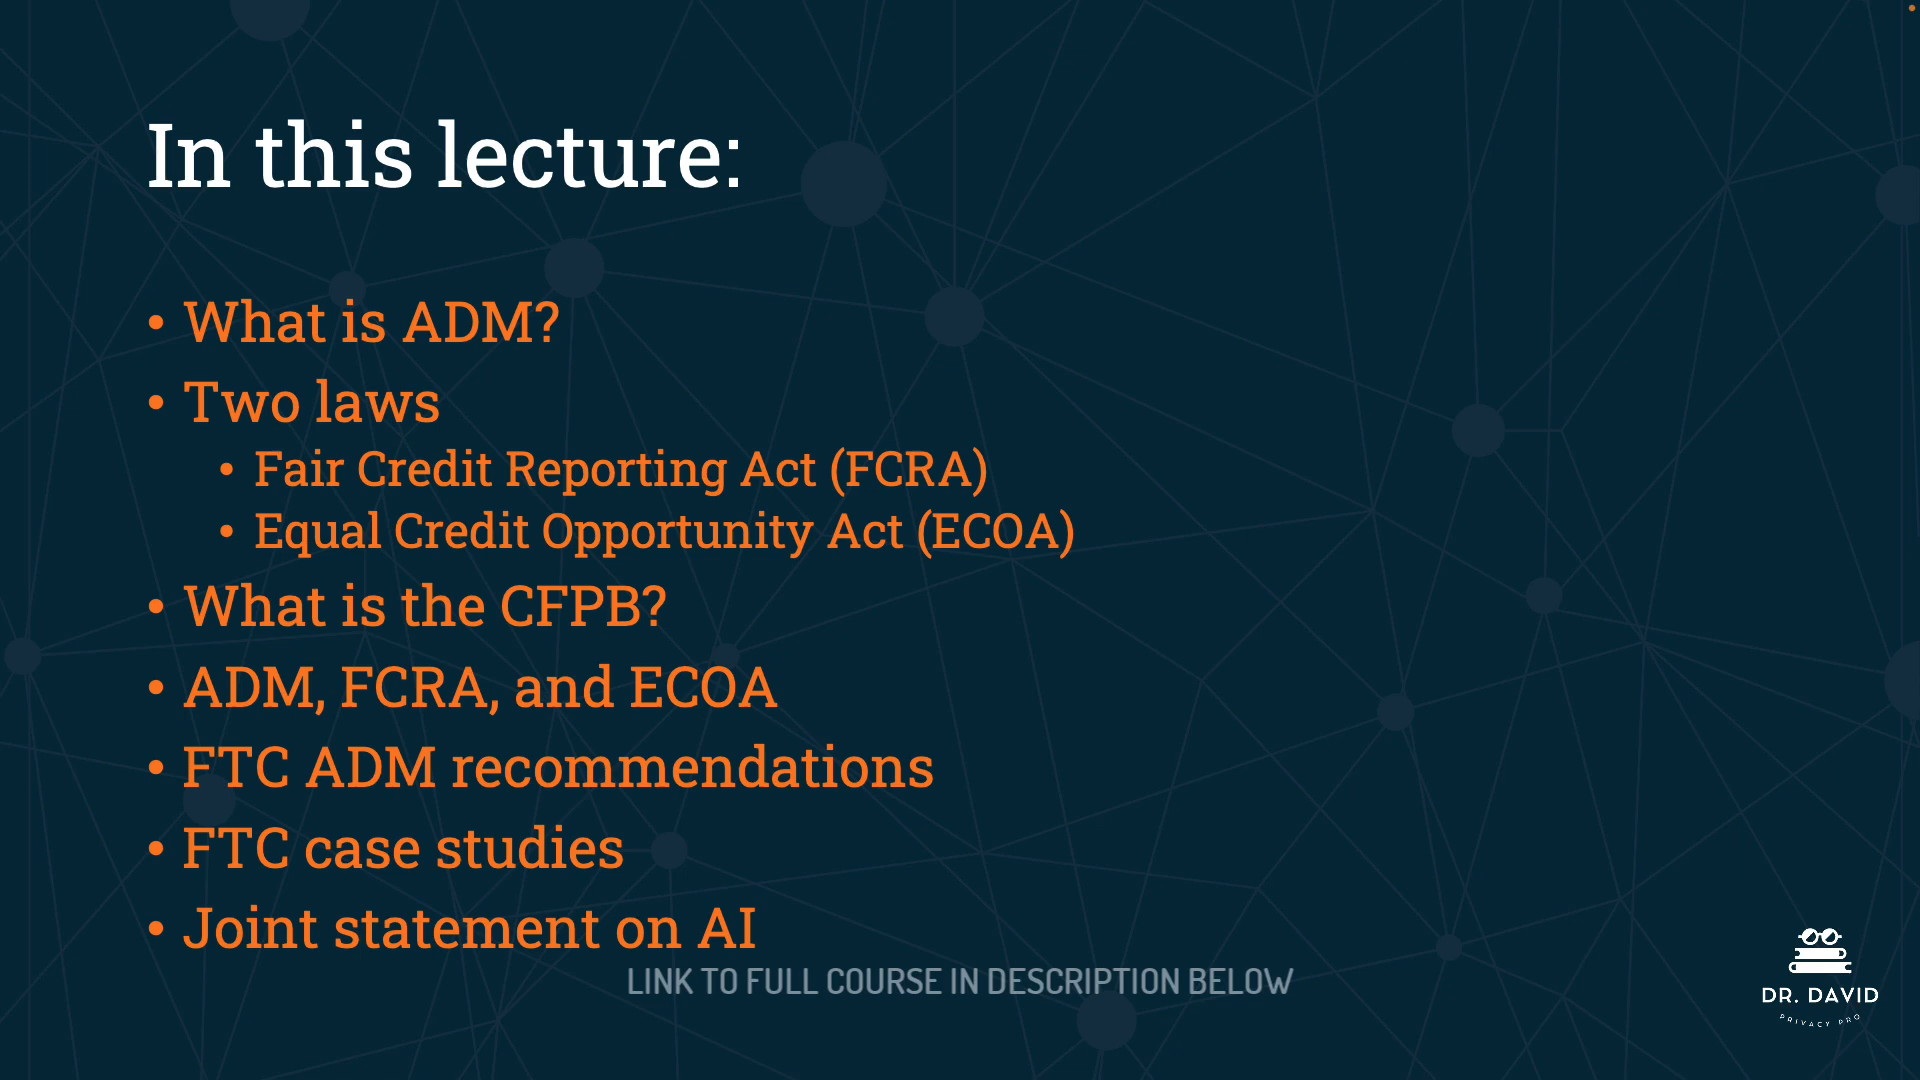 In this lecture:
• What is ADM?
• Two laws
• Fair Credit Reporting Act (FCRA)
• Equal Credit Opportunity Act (ECOA)
• What is the CFPB?
• ADM, FCRA, and ECOA
• FTC ADM recommendations
• FTC case studies
• Joint statement on AI
LINK TO FULL COURSE IN DESCRIPTION BELOW
DR. DAVID
PRIVACY PRO